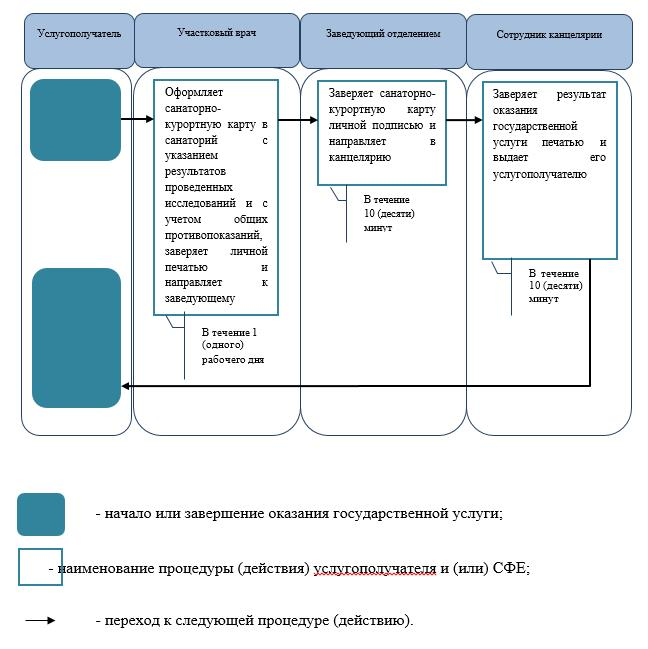 Услугополучатель
Участковый врач
Заведующий отделением
Сотрудник канцелярии
Оформляет
санаторно-
курортную карту в
санаторий с
указанием
результатов
проведенных
исследований и с
учетом общих
противопоказаний,
заверяет личной
печатью и
направляет к
заведующему
В течение 1
(одного)
рабочего дня
Заверяет санаторно-
курортную карту
личной подписью и
направляет в
канцелярию
В течение
10 (десяти)
минут
Заверяет результат
оказания
государственной
услуги печатью и
выдает его
услугополучателю
В течение
10 (десяти)
минут
- начало или завершение оказания государственной услуги;
- наименование процедуры (действия) услугополучателя и (или) СФЕ;
- переход к следующей процедуре (действию).